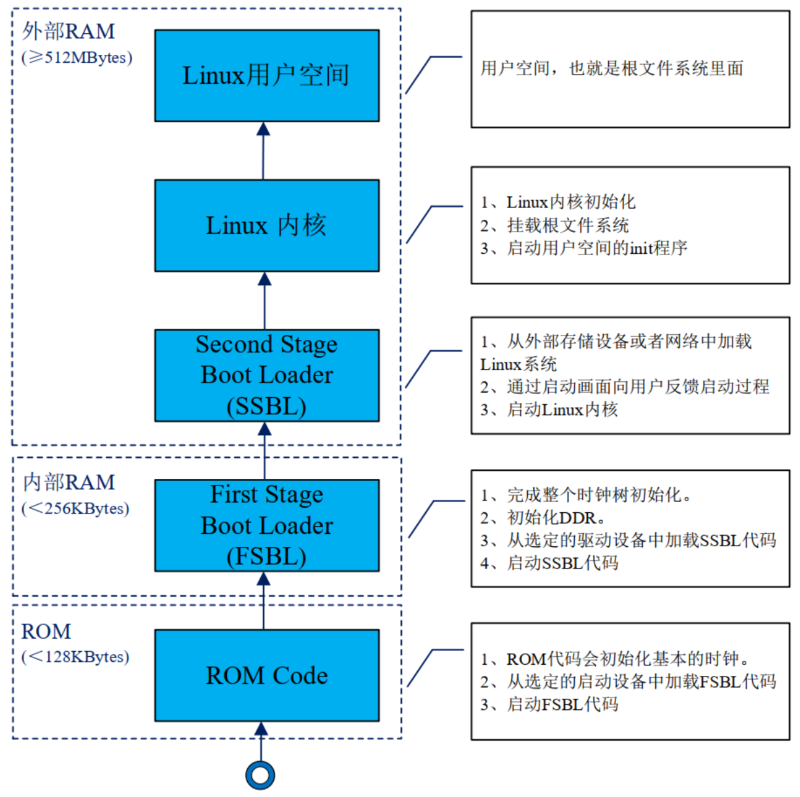 外部RAM
(≥512MBytes)
Linux用户空间
用户空间，也就是根文件系统里面
Linux 内核
1、Linux内核初始化
2、挂载根文件系统
3、启动用户空间的init程序
Second Stage
Boot Loader
(SSBL)
1、从外部存储设备或者网络中加载
Linux系统
2、通过启动画面向用户反馈启动过程
3、启动Linux内核
内部RAM
(＜256KBytes)
First Stage
Boot Loader
(FSBL)
1、完成整个时钟树初始化。
2、初始化DDR。
3、从选定的驱动设备中加载SSBL代码
4、启动SSBL代码
ROM
(＜128KBytes)
ROM Code
1、ROM代码会初始化基本的时钟。
2、从选定的启动设备中加载FSBL代码
3、启动FSBL代码